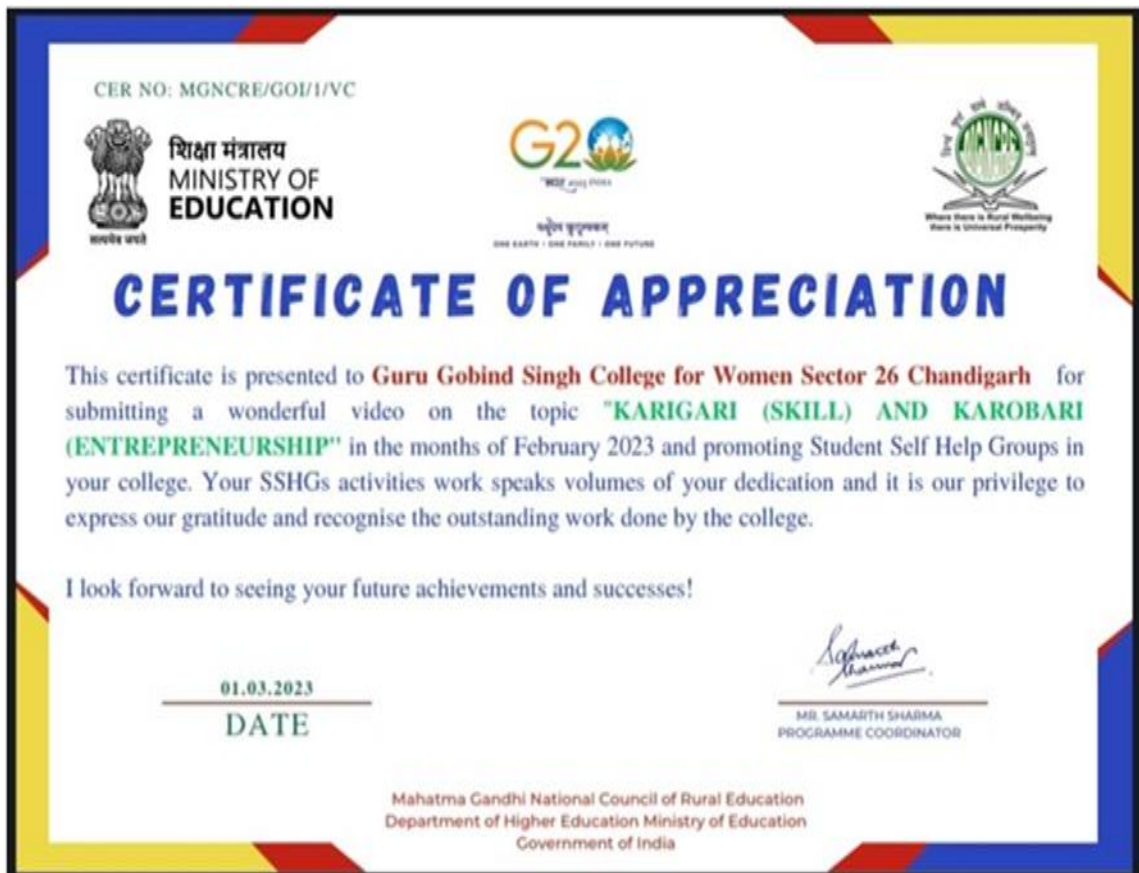 CER NO: MGNCRE/GOI/1/VC
शिक्षा मंत्रालय
MINISTRY OF
EDUCATION
सत्यमेव जयते
G20
भारत 2023 INDIA
वसुधैव कुटुम्बकम्
ONE EARTH • ONE FAMILY • ONE FUTURE
Where there is Rural Wellbeing
there is Universal Prosperity
CERTIFICATE OF APPRECIATION
This certificate is presented to Guru Gobind Singh College for Women Sector 26 Chandigarh for
submitting a wonderful video on the topic "KARIGARI (SKILL) AND KAROBARI
(ENTREPRENEURSHIP" in the months of February 2023 and promoting Student Self Help Groups in
your college. Your SSHGs activities work speaks volumes of your dedication and it is our privilege to
express our gratitude and recognise the outstanding work done by the college.
I look forward to seeing your future achievements and successes!
Samarth
Sharma
01.03.2023
DATE
MR. SAMARTH SHARMA
PROGRAMME COORDINATOR
Mahatma Gandhi National Council of Rural Education
Department of Higher Education Ministry of Education
Government of India